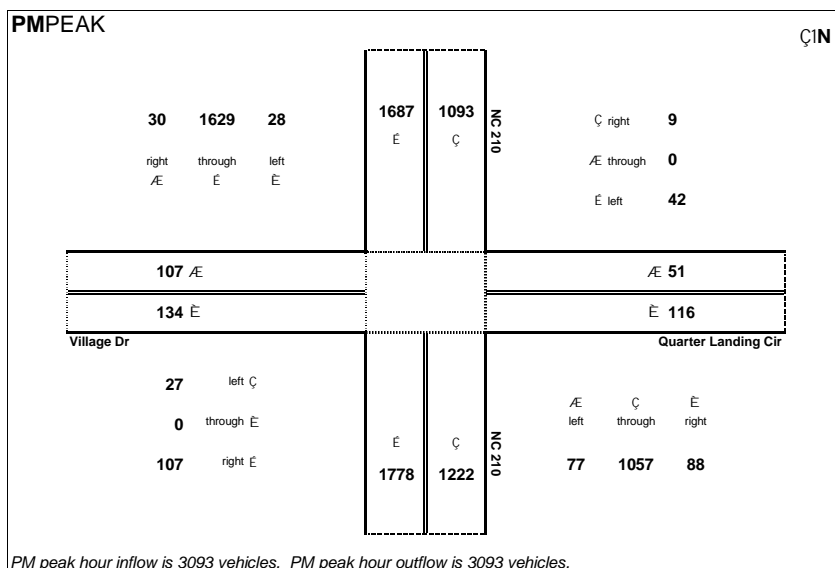 PMPEAK
Ç1N
30 1629 28
right through left
Æ É È
1687 1093
É Ç
NC 210
Ç right 9
Æ through 0
É left 42
107 Æ
Æ 51
134 È
È 116
Village Dr
Quarter Landing Cir
27 left Ç
0 through È
107 right É
É Ç
1778 1222
NC 210
Æ Ç È
left through right
77 1057 88
PM peak hour inflow is 3093 vehicles. PM peak hour outflow is 3093 vehicles.